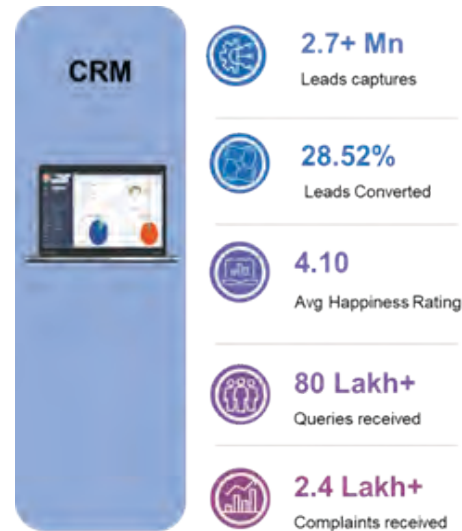 CRM
2.7+ Mn
Leads captures
28.52%
Leads Converted
4.10
Avg Happiness Rating
80 Lakh+
Queries received
2.4 Lakh+
Complaints received